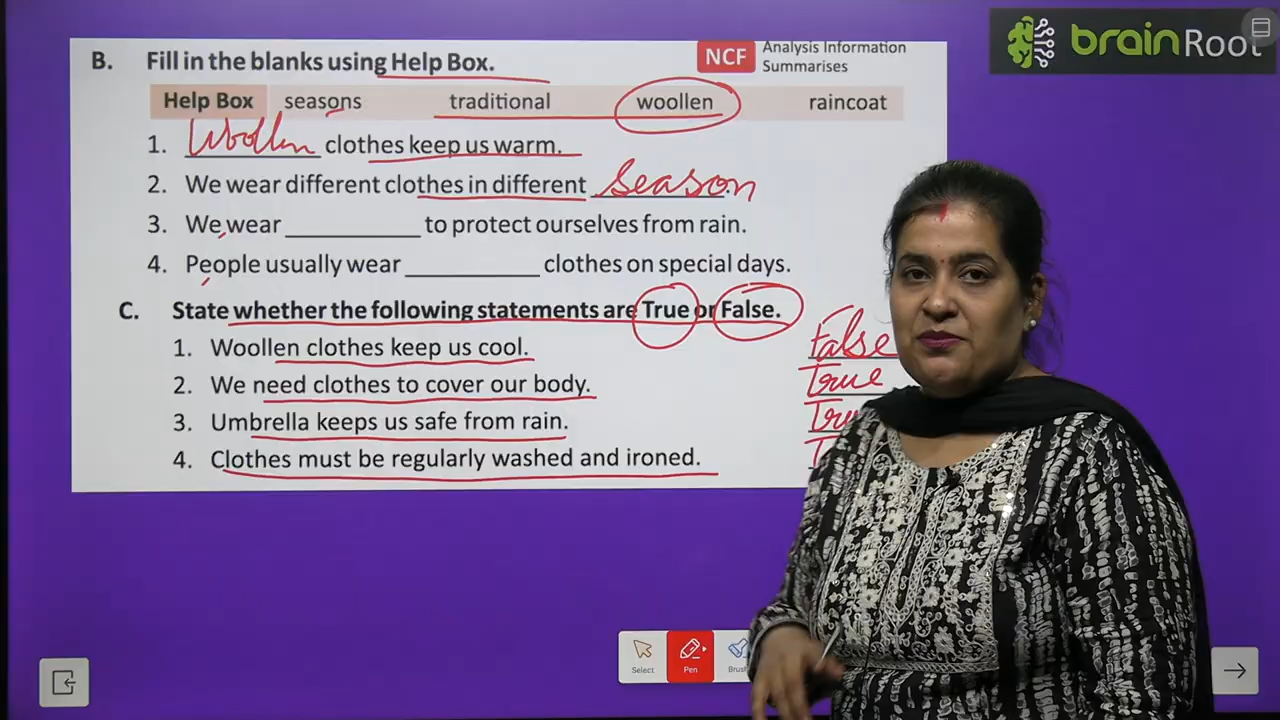 brainRoot
B. Fill in the blanks using Help Box.
NCF Analysis Information
Summarises
Help Box seasons traditional woollen raincoat
1. Woollen clothes keep us warm.
2. We wear different clothes in different season.
3. We wear __________ to protect ourselves from rain.
4. People usually wear __________ clothes on special days.
C. State whether the following statements are True or False.
1. Woollen clothes keep us cool. False
2. We need clothes to cover our body. True
3. Umbrella keeps us safe from rain.
4. Clothes must be regularly washed and ironed.
Select Pen